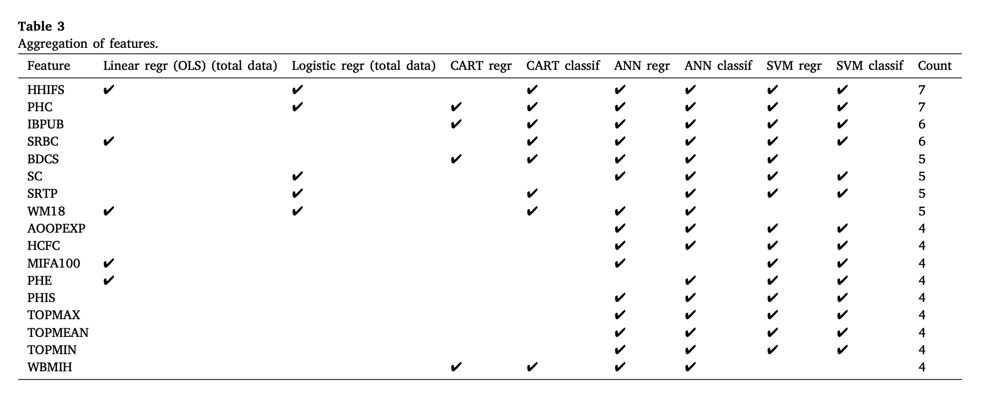 Table 3
Aggregation of features.
Feature Linear regr (OLS) (total data) Logistic regr (total data) CART regr CART classif ANN regr ANN classif SVM regr SVM classif Count
HHIFS ✔ ✔ ✔ ✔ ✔ ✔ ✔ 7
PHC ✔ ✔ ✔ ✔ ✔ ✔ ✔ 7
IBPUB ✔ ✔ ✔ ✔ ✔ ✔ 6
SRBC ✔ ✔ ✔ ✔ ✔ ✔ 6
BDCS ✔ ✔ ✔ ✔ ✔ 5
SC ✔ ✔ ✔ ✔ ✔ 5
SRTP ✔ ✔ ✔ ✔ ✔ 5
WM18 ✔ ✔ ✔ ✔ ✔ 5
AOOPEXP ✔ ✔ ✔ ✔ 4
HCFC ✔ ✔ ✔ ✔ 4
MIFA100 ✔ ✔ ✔ ✔ 4
PHE ✔ ✔ ✔ ✔ 4
PHIS ✔ ✔ ✔ ✔ 4
TOPMAX ✔ ✔ ✔ ✔ 4
TOPMEAN ✔ ✔ ✔ ✔ 4
TOPMIN ✔ ✔ ✔ ✔ 4
WBMIH ✔ ✔ ✔ ✔ 4